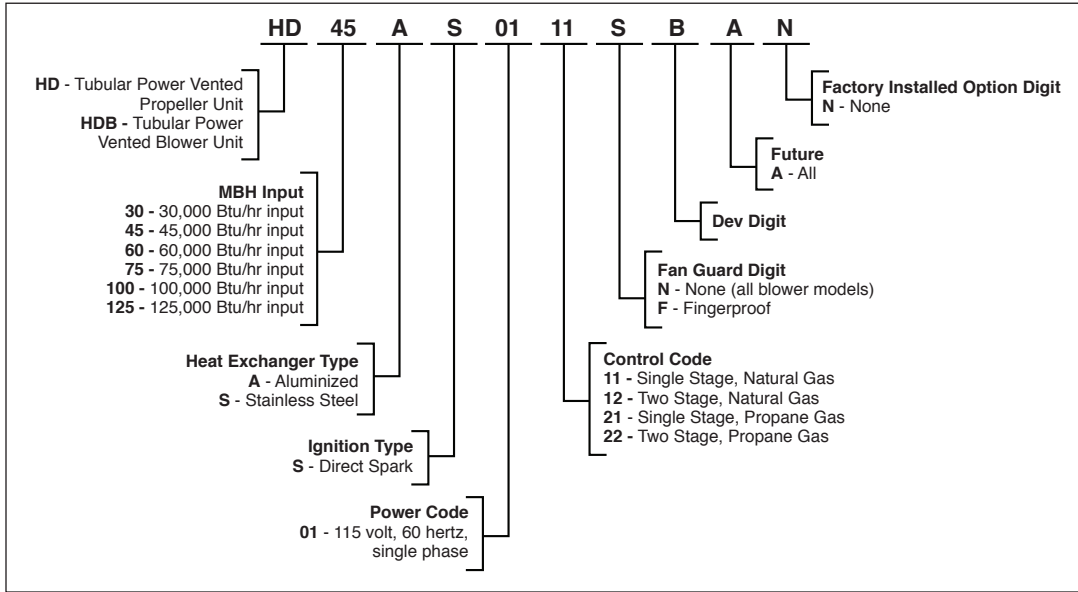 HD 45 A S 01 11 S B A N
HD - Tubular Power Vented
Propeller Unit
HDB - Tubular Power
Vented Blower Unit
MBH Input
30 - 30,000 Btu/hr input
45 - 45,000 Btu/hr input
60 - 60,000 Btu/hr input
75 - 75,000 Btu/hr input
100 - 100,000 Btu/hr input
125 - 125,000 Btu/hr input
Heat Exchanger Type
A - Aluminized
S - Stainless Steel
Ignition Type
S - Direct Spark
Power Code
01 - 115 volt, 60 hertz,
single phase
Factory Installed Option Digit
N - None
Future
A - All
Dev Digit
Fan Guard Digit
N - None (all blower models)
F - Fingerproof
Control Code
11 - Single Stage, Natural Gas
12 - Two Stage, Natural Gas
21 - Single Stage, Propane Gas
22 - Two Stage, Propane Gas